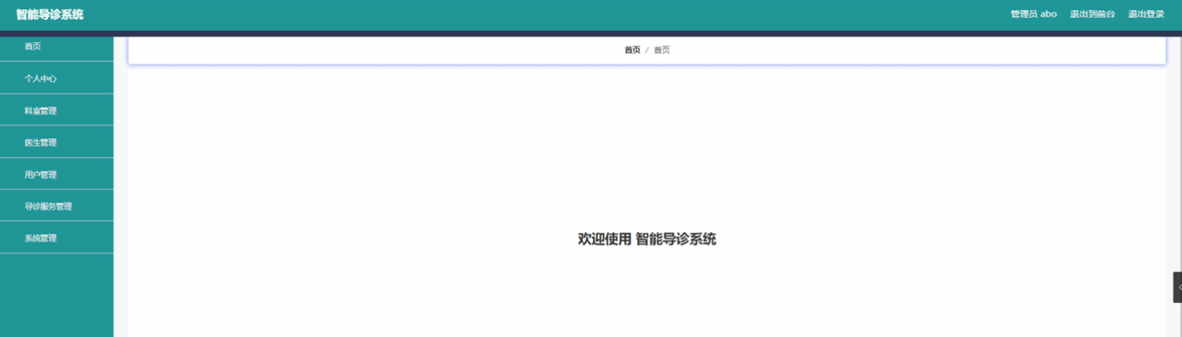 智能导诊系统
管理员 abo 退出到前台 退出登录
首页
个人中心
科室管理
医生管理
用户管理
导诊服务管理
系统管理
首页 / 首页
欢迎使用 智能导诊系统